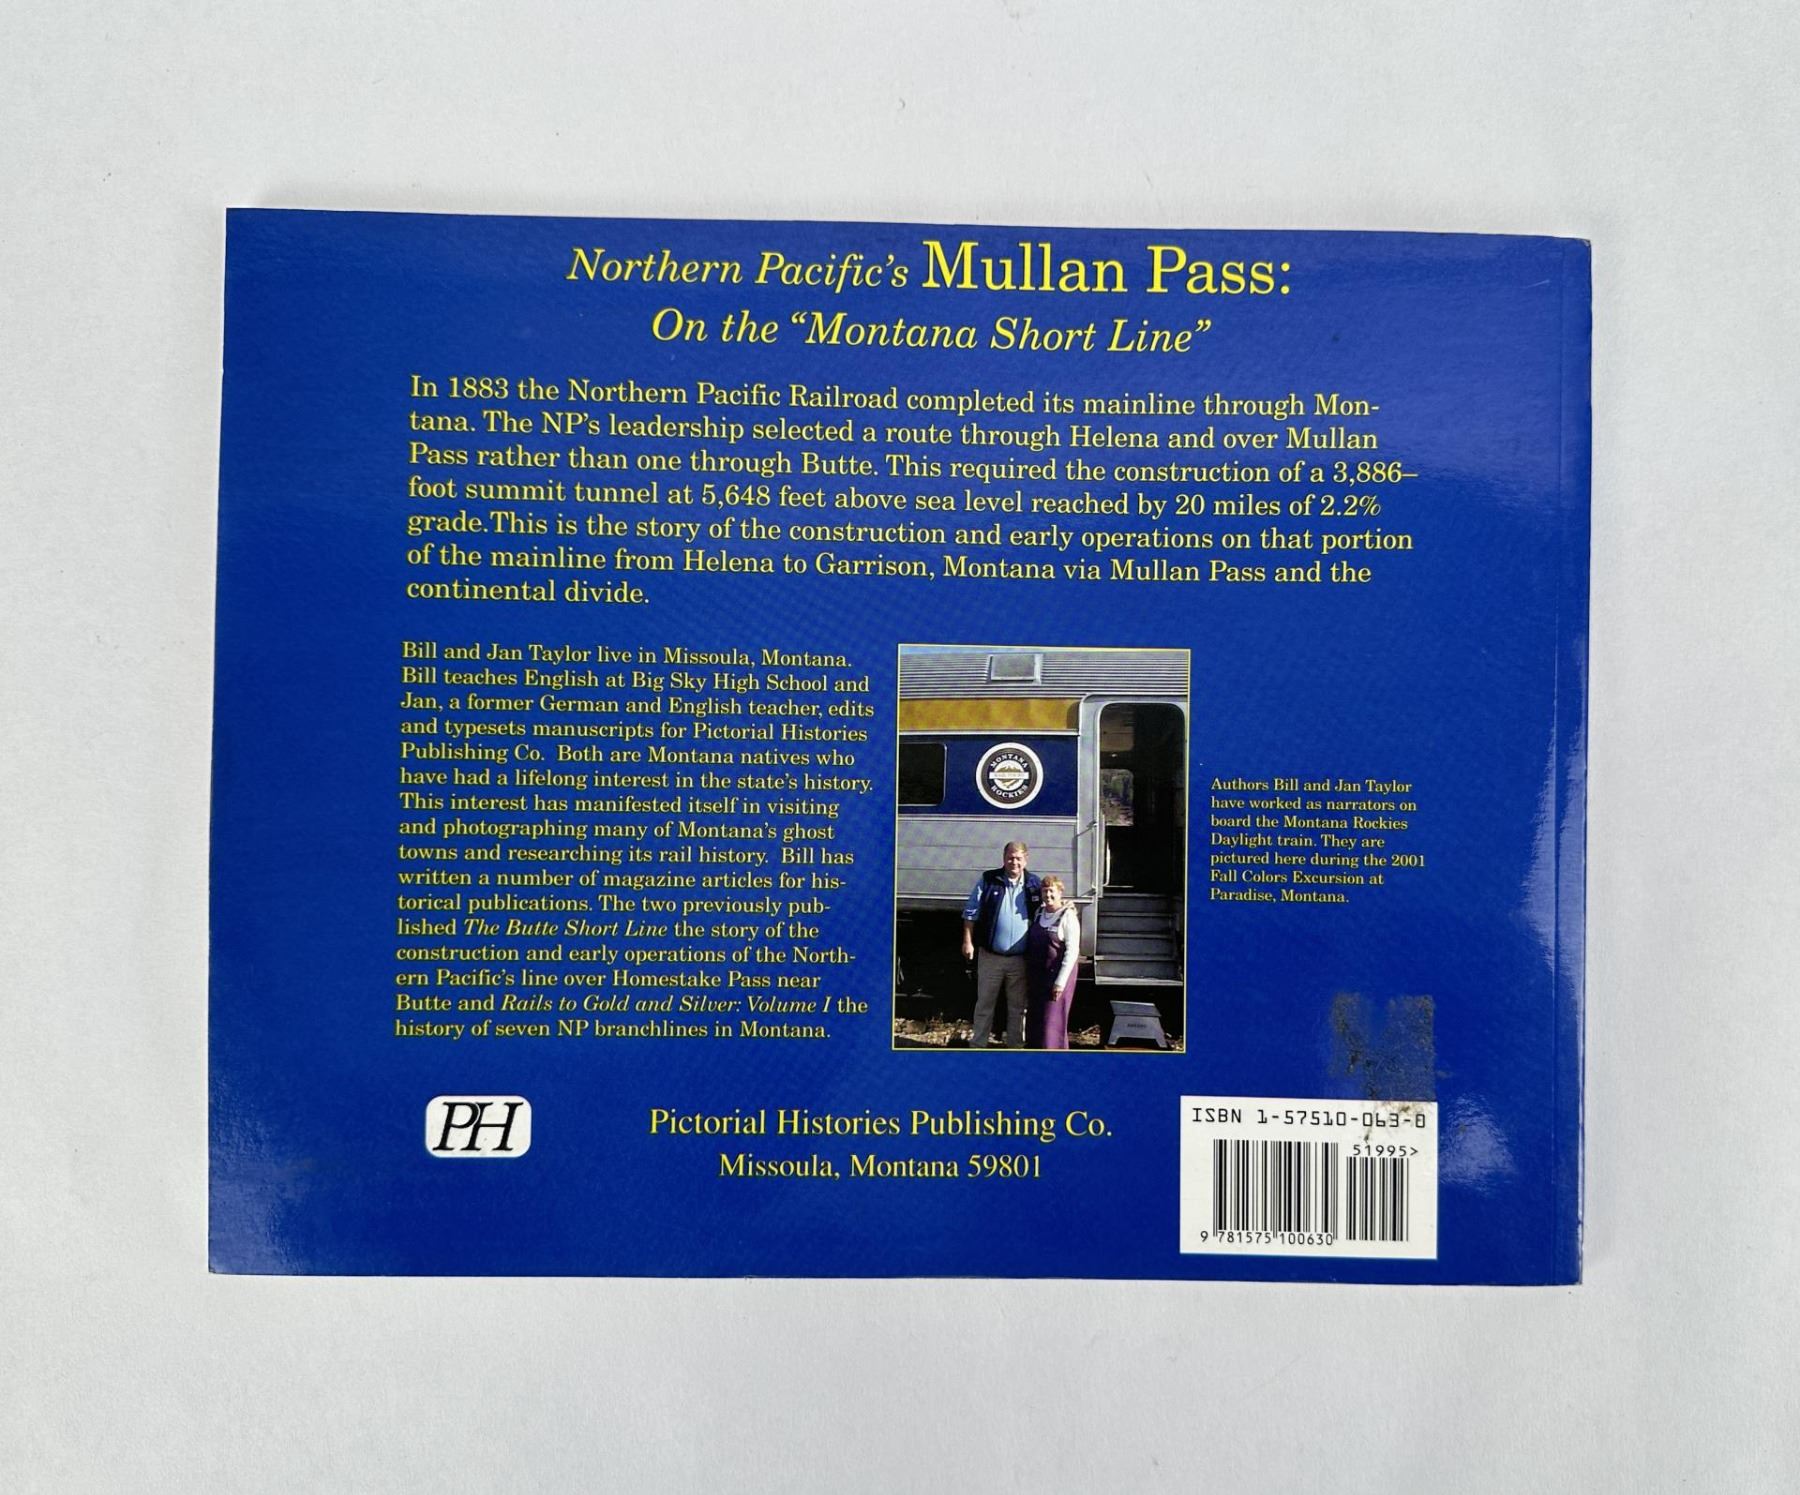 Northern Pacific's Mullan Pass:
On the “Montana Short Line”
In 1883 the Northern Pacific Railroad completed its mainline through Mon-
tana. The NP's leadership selected a route through Helena and over Mullan
Pass rather than one through Butte. This required the construction of a 3,886–
foot summit tunnel at 5,648 feet above sea level reached by 20 miles of 2.2%
grade.This is the story of the construction and early operations on that portion
of the mainline from Helena to Garrison, Montana via Mullan Pass and the
continental divide.
Bill and Jan Taylor live in Missoula, Montana.
Bill teaches English at Big Sky High School and
Jan, a former German and English teacher, edits
and typesets manuscripts for Pictorial Histories
Publishing Co. Both are Montana natives who
have had a lifelong interest in the state's history.
This interest has manifested itself in visiting
and photographing many of Montana's ghost
towns and researching its rail history. Bill has
written a number of magazine articles for his-
torical publications. The two previously pub-
lished The Butte Short Line the story of the
construction and early operations of the North-
ern Pacific's line over Homestake Pass near
Butte and Rails to Gold and Silver: Volume I the
history of seven NP branchlines in Montana.
MONTANA
ROCKIES
Authors Bill and Jan Taylor
have worked as narrators on
board the Montana Rockies
Daylight train. They are
pictured here during the 2001
Fall Colors Excursion at
Paradise, Montana.
PH
Pictorial Histories Publishing Co.
Missoula, Montana 59801
ISBN 1-57510-063-0
51995>
9 781575 100630